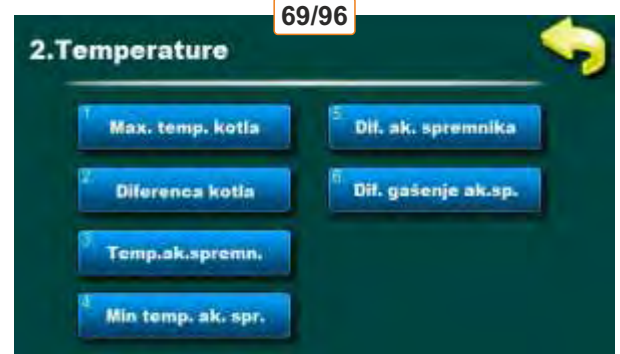 69/96
2.Temperature
1
Max. temp. kotla
2
Diferenca kotla
3
Temp.ak.spremn.
4
Min temp. ak. spr.
5
Dif. ak. spremnika
6
Dif. gašenje ak.sp.